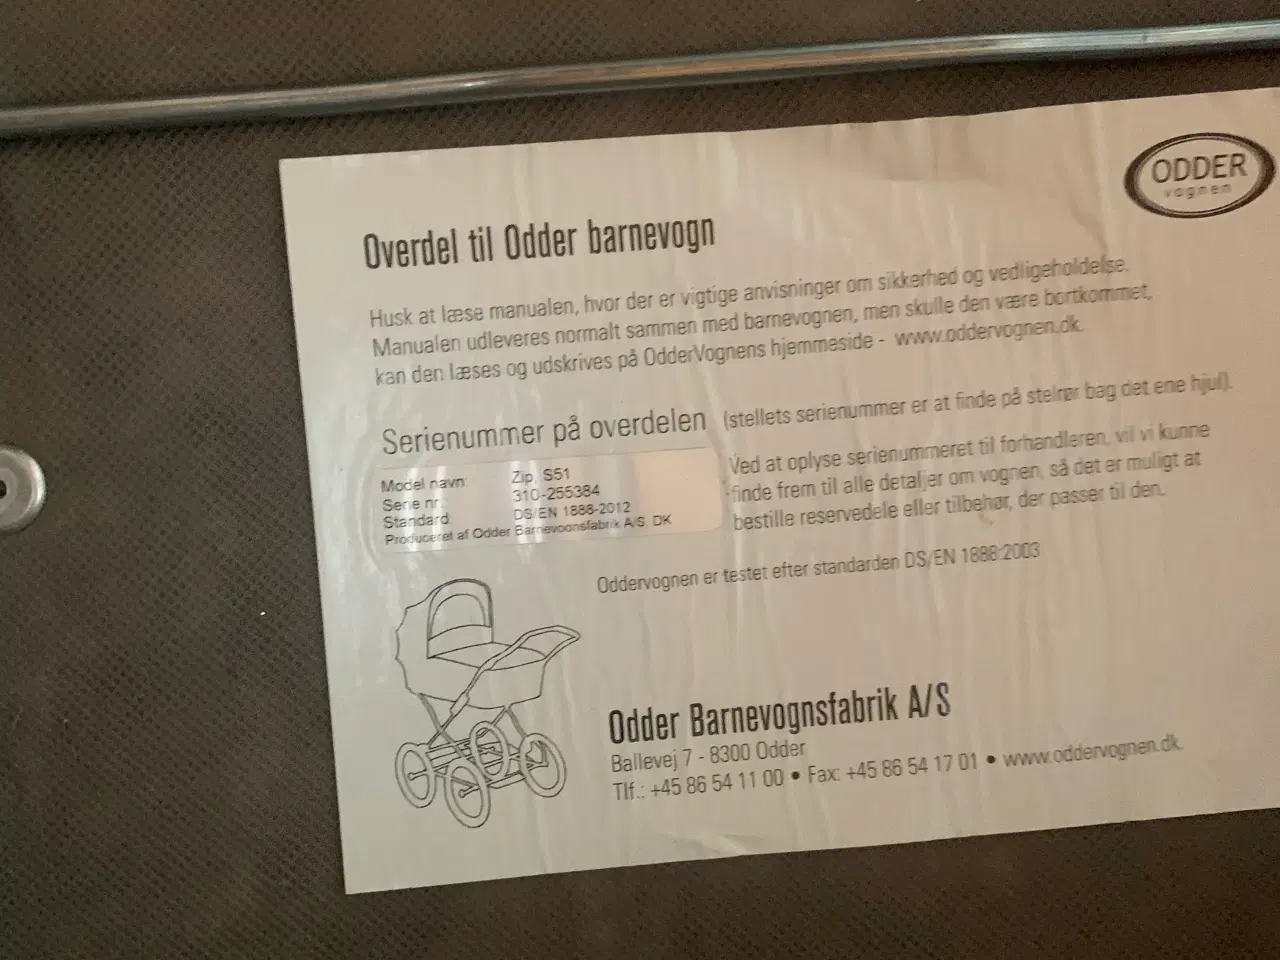 ODDER
vognen
Overdel til Odder barnevogn
Husk at læse manualen, hvor der er vigtige anvisninger om sikkerhed og vedligeholdelse.
Manualen udleveres normalt sammen med barnevognen, men skulle den være bortkommet,
kan den læses og udskrives på OdderVognens hjemmeside - www.oddervognen.dk.
Serienummer på overdelen (stellets serienummer er at finde på stelrør bag det ene hjul).
Model navn: Zip, S51
Serie nr.: 310-255384
Standard: DS/EN 1888-2012
Produceret af Odder Barnevognsfabrik A/S, DK
Ved at oplyse serienummeret til forhandleren, vil vi kunne
finde frem til alle detaljer om vognen, så det er muligt at
bestille reservedele eller tilbehør, der passer til den.
Oddervognen er testet efter standarden DS/EN 1888:2003
Odder Barnevognsfabrik A/S
Ballevej 7 - 8300 Odder
Tlf.: +45 86 54 11 00 • Fax: +45 86 54 17 01 • www.oddervognen.dk